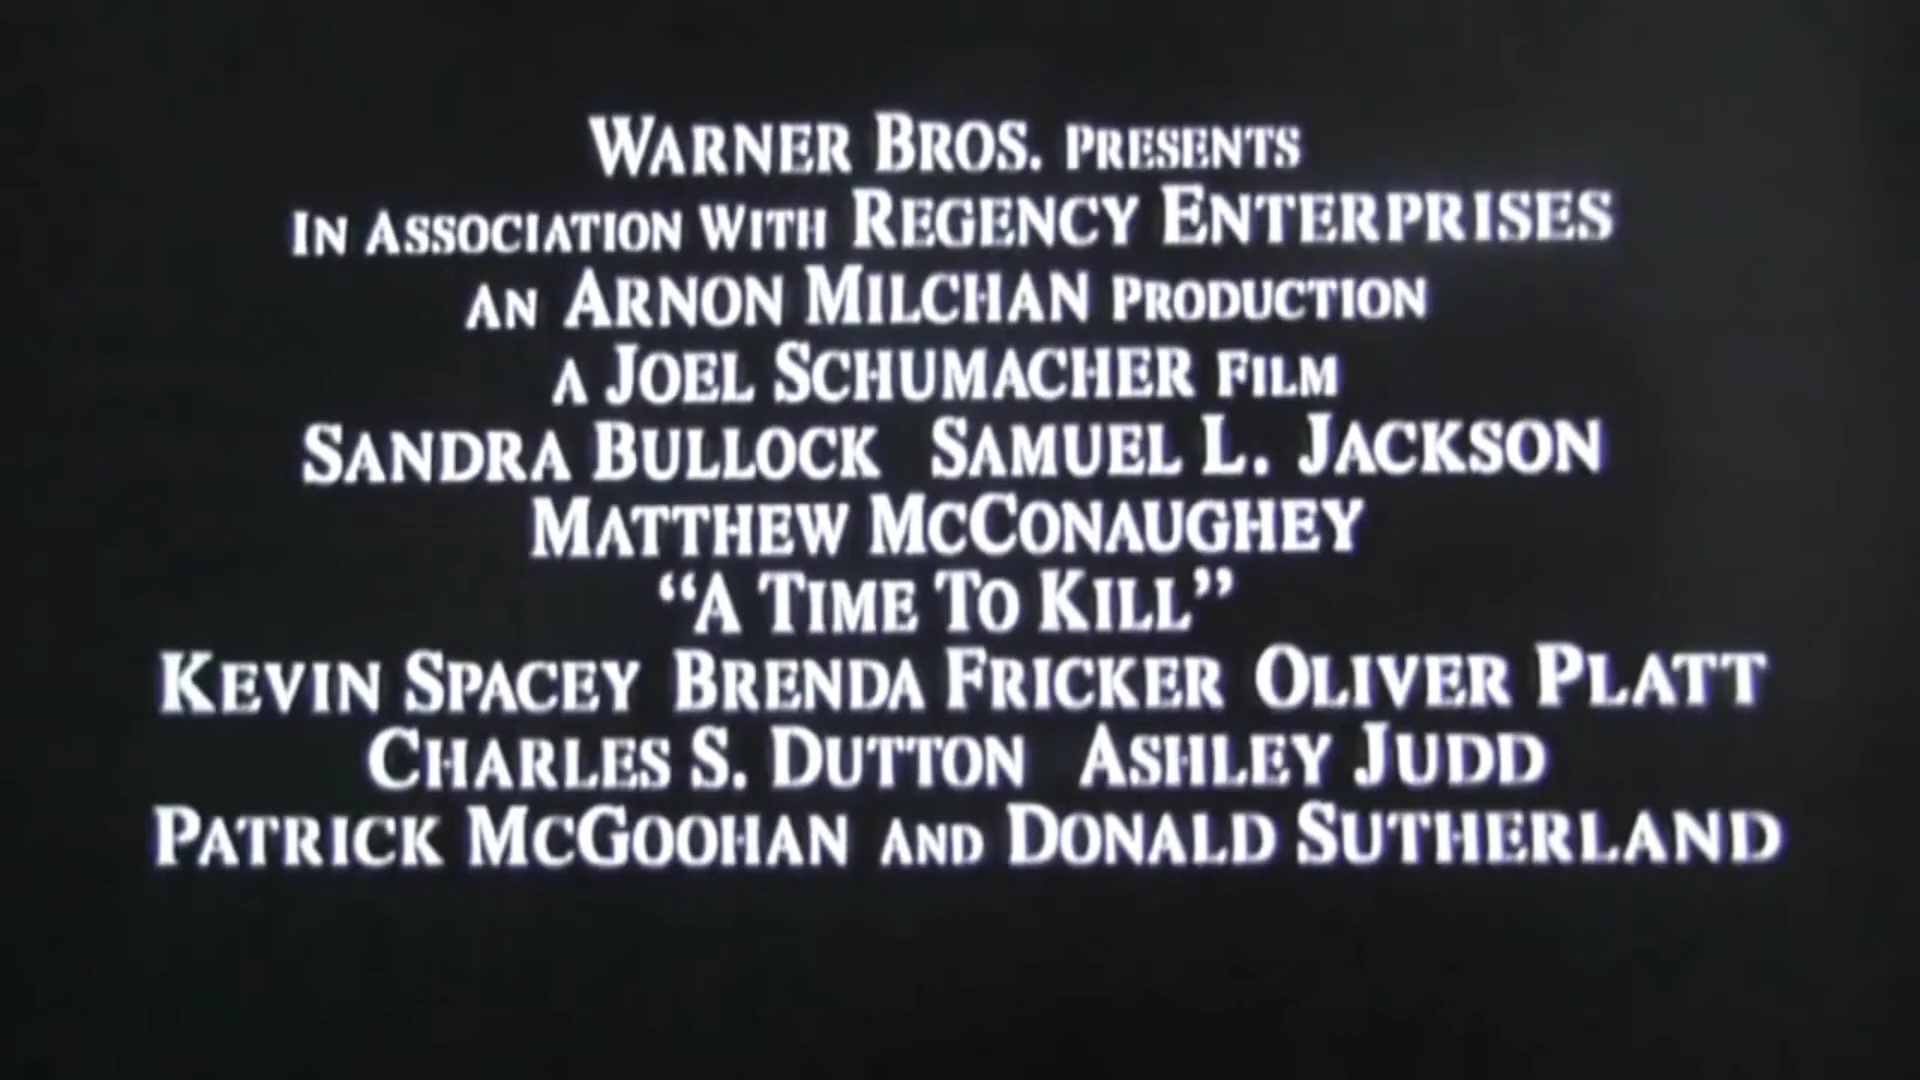 WARNER BROS. PRESENTS
IN ASSOCIATION WITH REGENCY ENTERPRISES
AN ARNON MILCHAN PRODUCTION
A JOEL SCHUMACHER FILM
SANDRA BULLOCK SAMUEL L. JACKSON
MATTHEW MCCONAUGHEY
“A TIME TO KILL”
KEVIN SPACEY BRENDA FRICKER OLIVER PLATT
CHARLES S. DUTTON ASHLEY JUDD
PATRICK MCGOOHAN AND DONALD SUTHERLAND